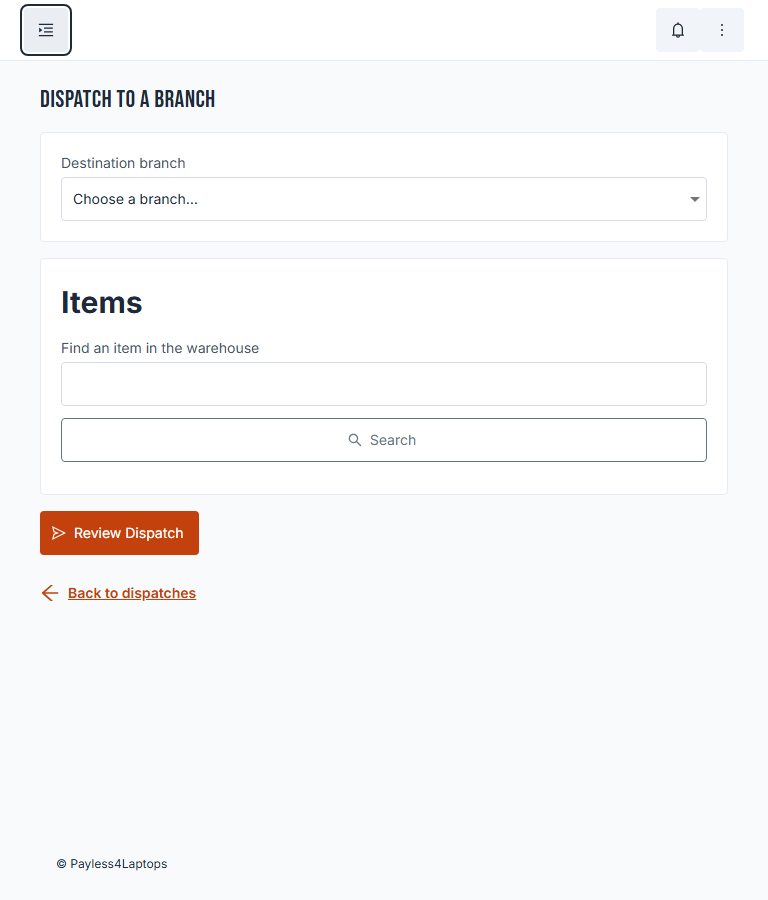 DISPATCH TO A BRANCH
Destination branch
Choose a branch...
Items
Find an item in the warehouse
Search
Review Dispatch
Back to dispatches
© Payless4Laptops